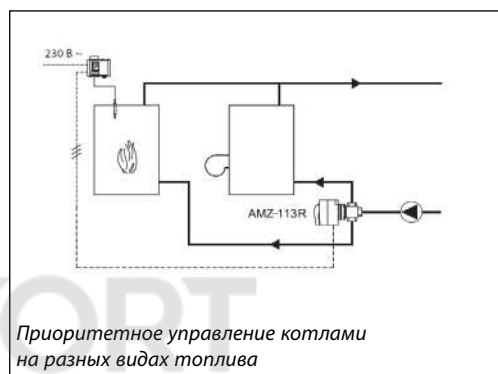 230 В ~
AMZ-113R
Приоритетное управление котлами
на разных видах топлива